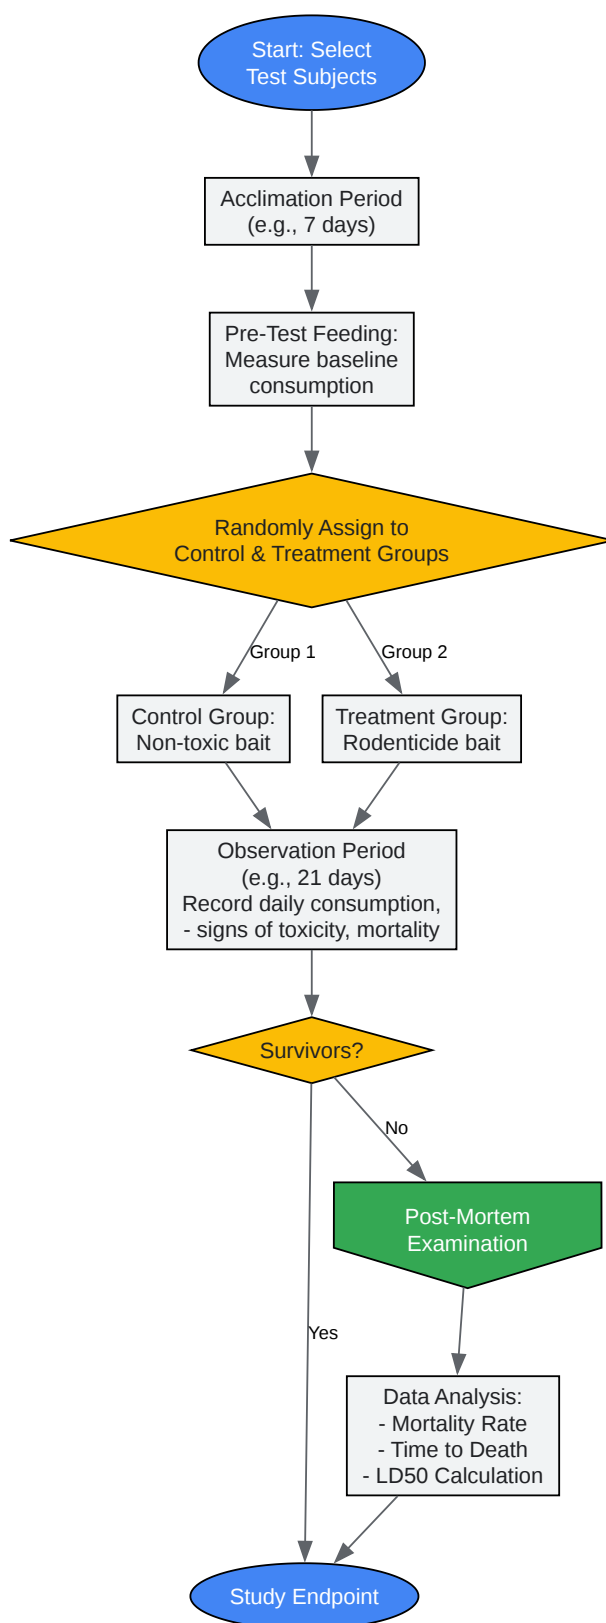 Start: Select
Test Subjects
Acclimation Period
(e.g., 7 days)
Pre-Test Feeding:
Measure baseline
consumption
Randomly Assign to
Control & Treatment Groups
Group 1
Group 2
Control Group:
Non-toxic bait
Treatment Group:
Rodenticide bait
Observation Period
(e.g., 21 days)
Record daily consumption,
- signs of toxicity, mortality
Survivors?
No
Post-Mortem
Examination
Yes
Data Analysis:
- Mortality Rate
- Time to Death
- LD50 Calculation
Study Endpoint